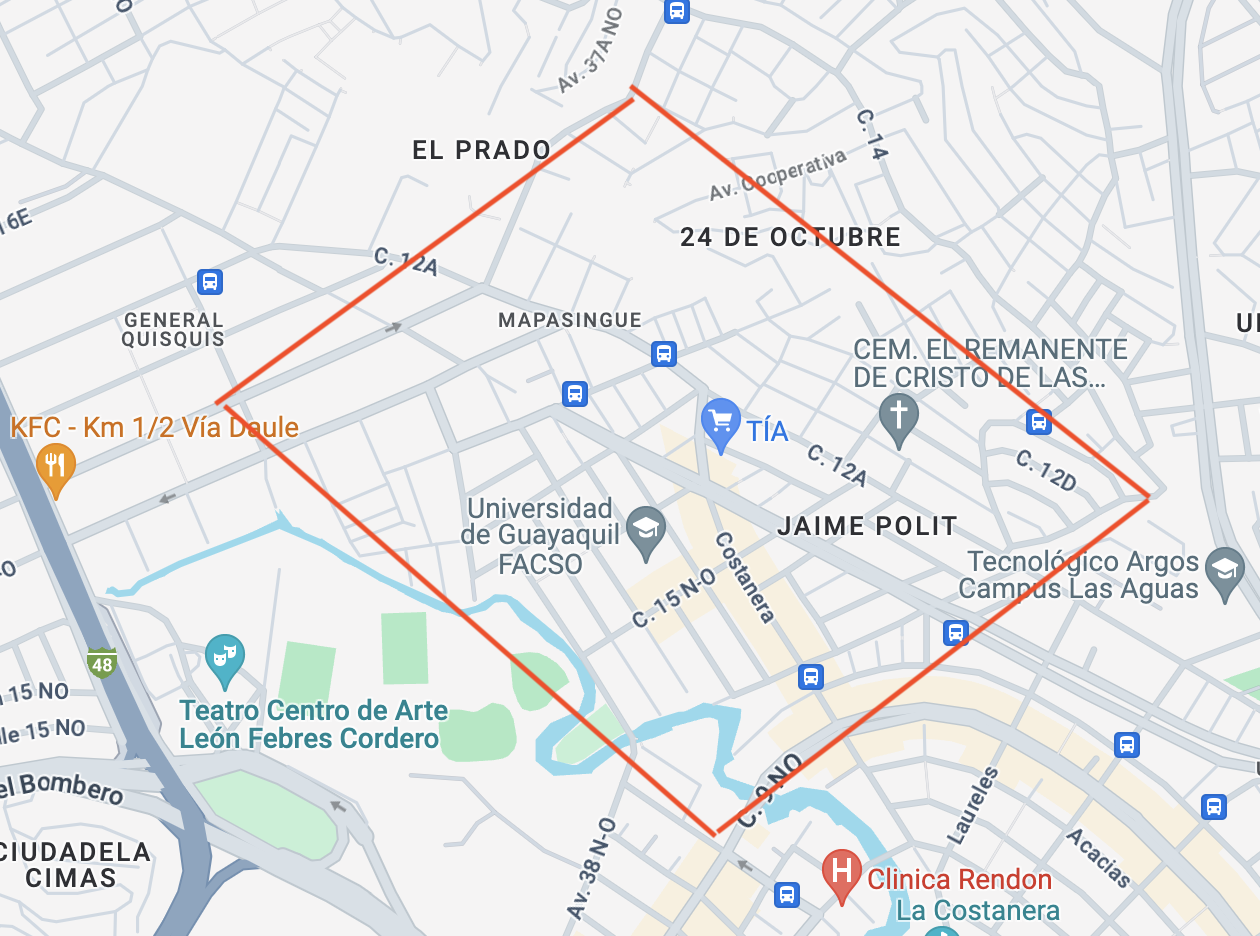 Av. 37A NO
C. 14
EL PRADO
Av. Cooperativa
16E
24 DE OCTUBRE
C. 12A
GENERAL
QUISQUIS
MAPASINGUE
CEM. EL REMANENTE
DE CRISTO DE LAS...
KFC - Km 1/2 Vía Daule
TÍA
C. 12A
C. 12D
Universidad
de Guayaquil
FACSO
JAIME POLIT
Costanera
Tecnológico Argos
Campus Las Aguas
C. 15 N-O
48
15 NO
Teatro Centro de Arte
León Febres Cordero
lle 15 NO
el Bombero
C. 9 NO
Laureles
Acacias
CIUDADELA
CIMAS
Av. 38 N-O
H
Clinica Rendon
La Costanera